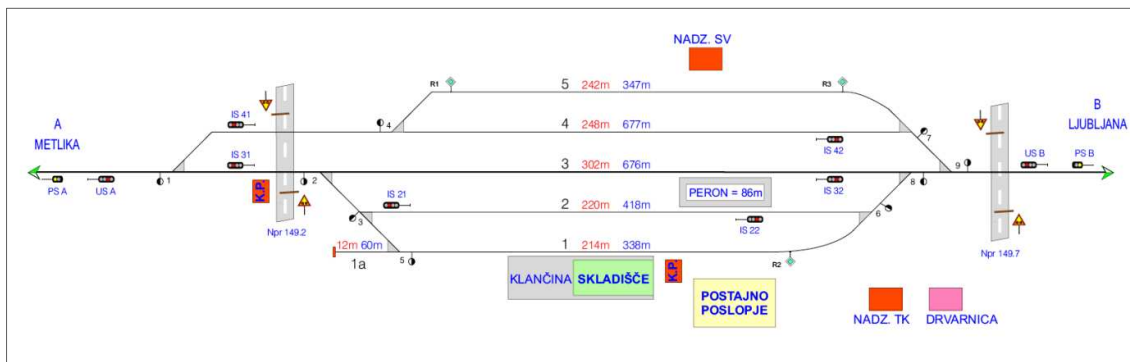 NADZ. SV
R1
5 242m 347m
R3
A
METLIKA
IS 41
4
4 248m 677m
IS 42
7
B
LJUBLJANA
IS 31
3 302m 676m
US B
PS B
PS A
US A
1
K.P.
2
IS 21
PERON = 86m
IS 32
8
9
Npr 149.2
3
2 220m 418m
IS 22
6
12m 60m
1a
5
1 214m 338m
R2
Npr 149.7
KLANČINA
SKLADIŠČE
K.P.
POSTAJNO
POSLOPJE
NADZ. TK
DRVARNICA